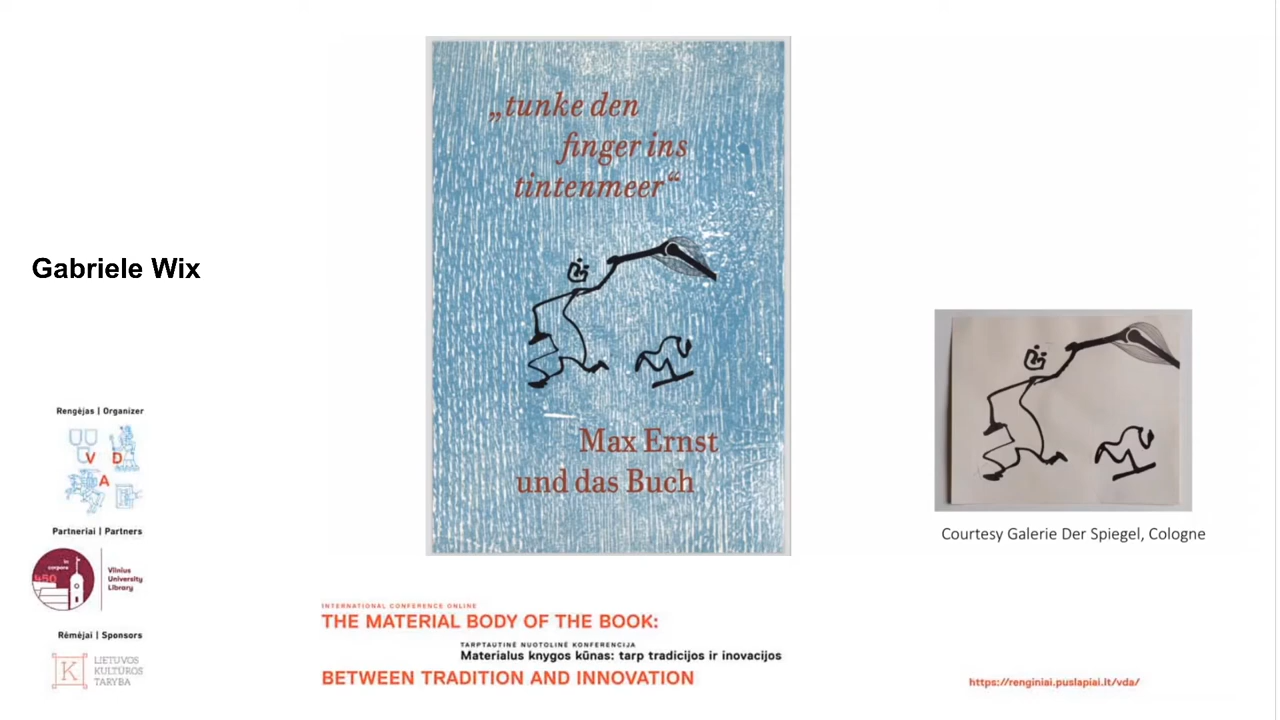 „tunke den
finger ins
tintenmeer“
Max Ernst
und das Buch
Gabriele Wix
Courtesy Galerie Der Spiegel, Cologne
Rengėjas | Organizer
V D
A
Partneriai | Partners
in
corpore
450
Vilnius
University
Library
Rėmėjai | Sponsors
K
LIETUVOS
KULTŪROS
TARYBA
INTERNATIONAL CONFERENCE ONLINE
THE MATERIAL BODY OF THE BOOK:
TARPTAUTINĖ NUOTOLINĖ KONFERENCIJA
Materialus knygos kūnas: tarp tradicijos ir inovacijos
BETWEEN TRADITION AND INNOVATION
https://renginiai.puslapiai.lt/vda/